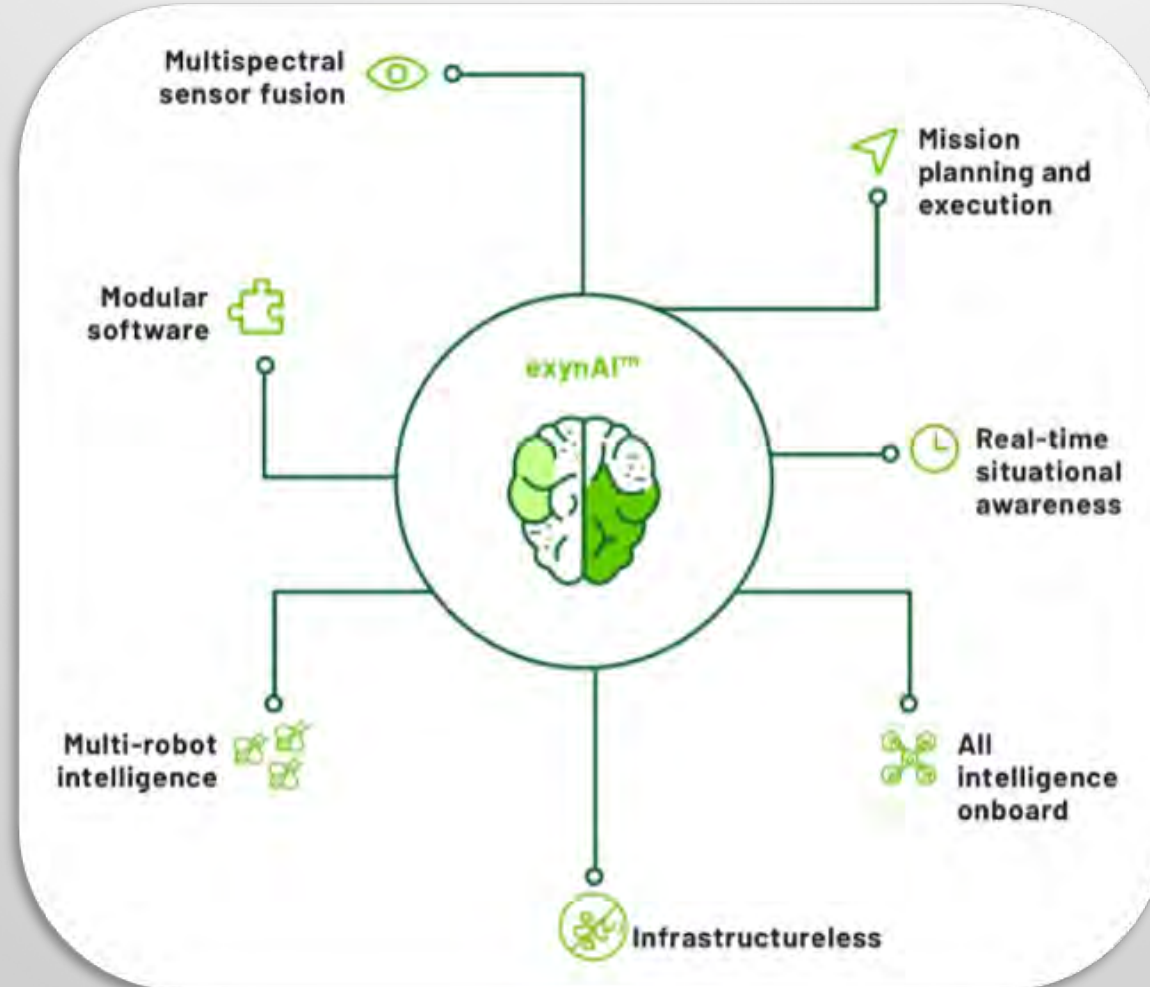 Multispectral
sensor fusion
Mission
planning and
execution
Modular
software
exynAI™
Real-time
situational
awareness
Multi-robot
intelligence
All
intelligence
onboard
Infrastructureless